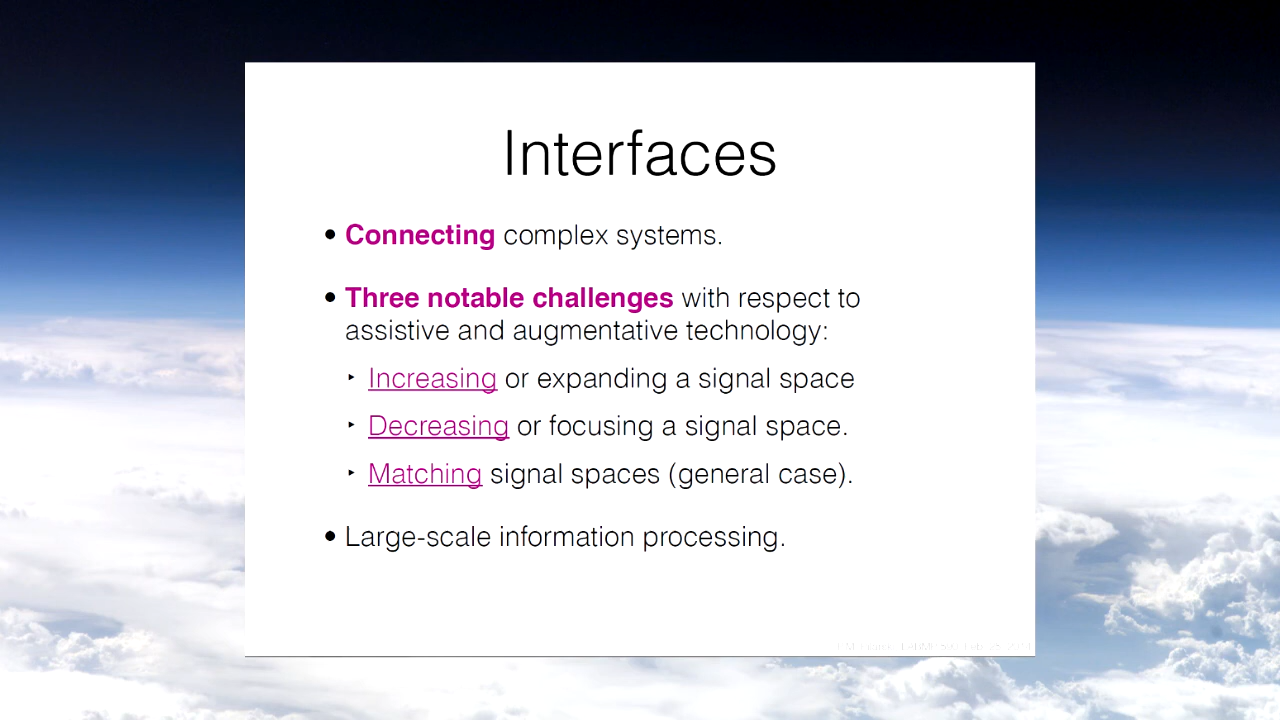 Interfaces
• Connecting complex systems.
• Three notable challenges with respect to
assistive and augmentative technology:
‣ Increasing or expanding a signal space
‣ Decreasing or focusing a signal space.
‣ Matching signal spaces (general case).
• Large-scale information processing.